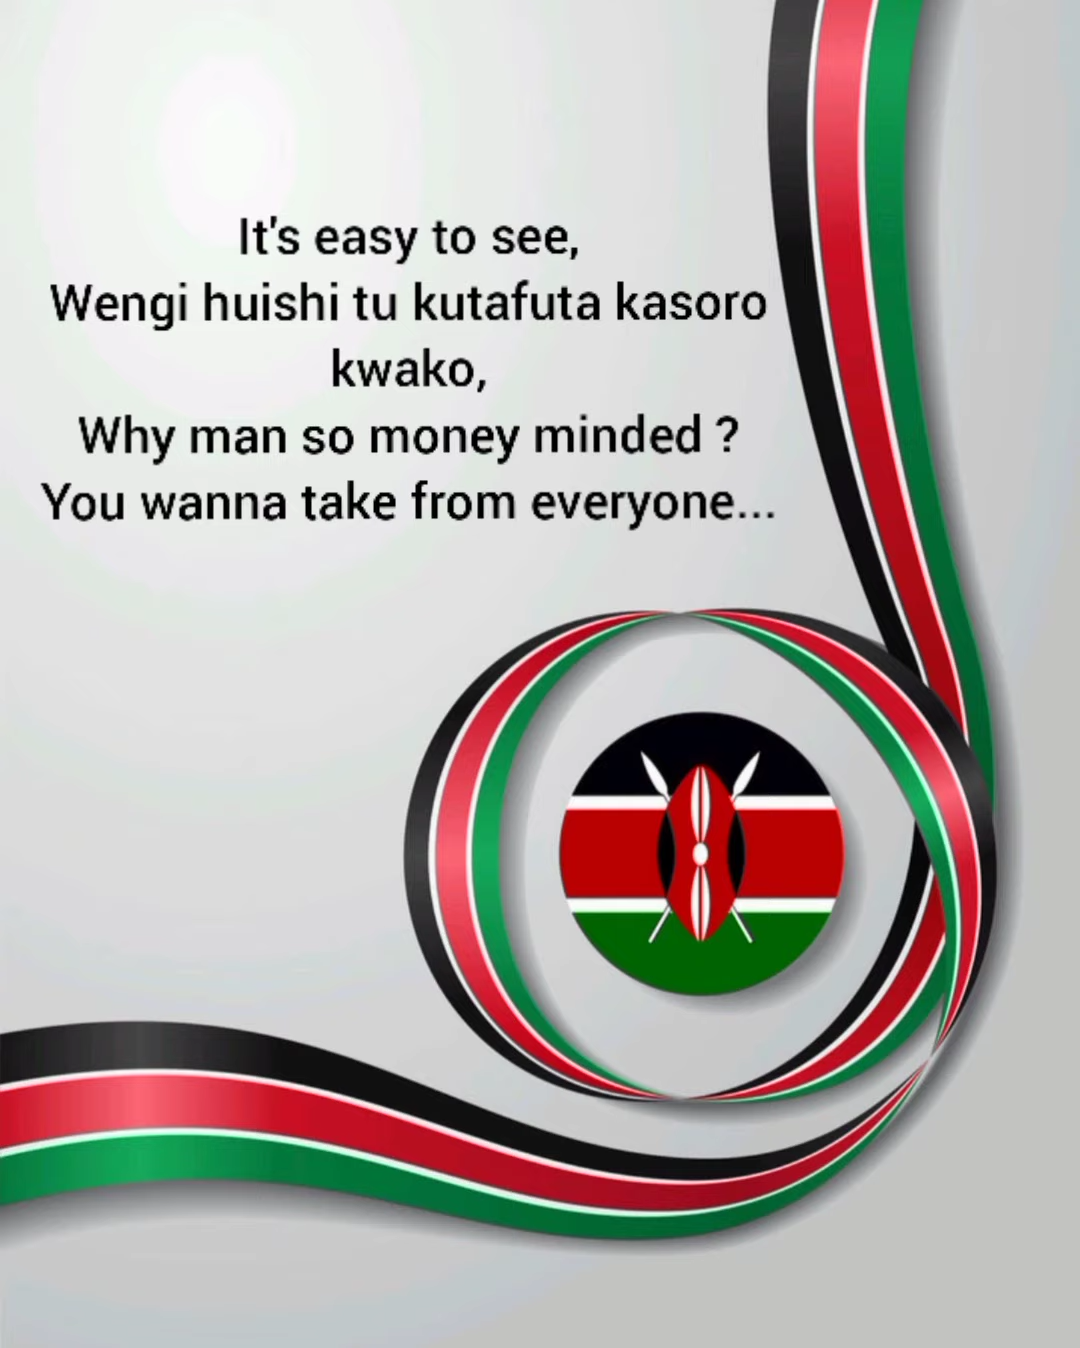 It's easy to see,
Wengi huishi tu kutafuta kasoro
kwako,
Why man so money minded ?
You wanna take from everyone...